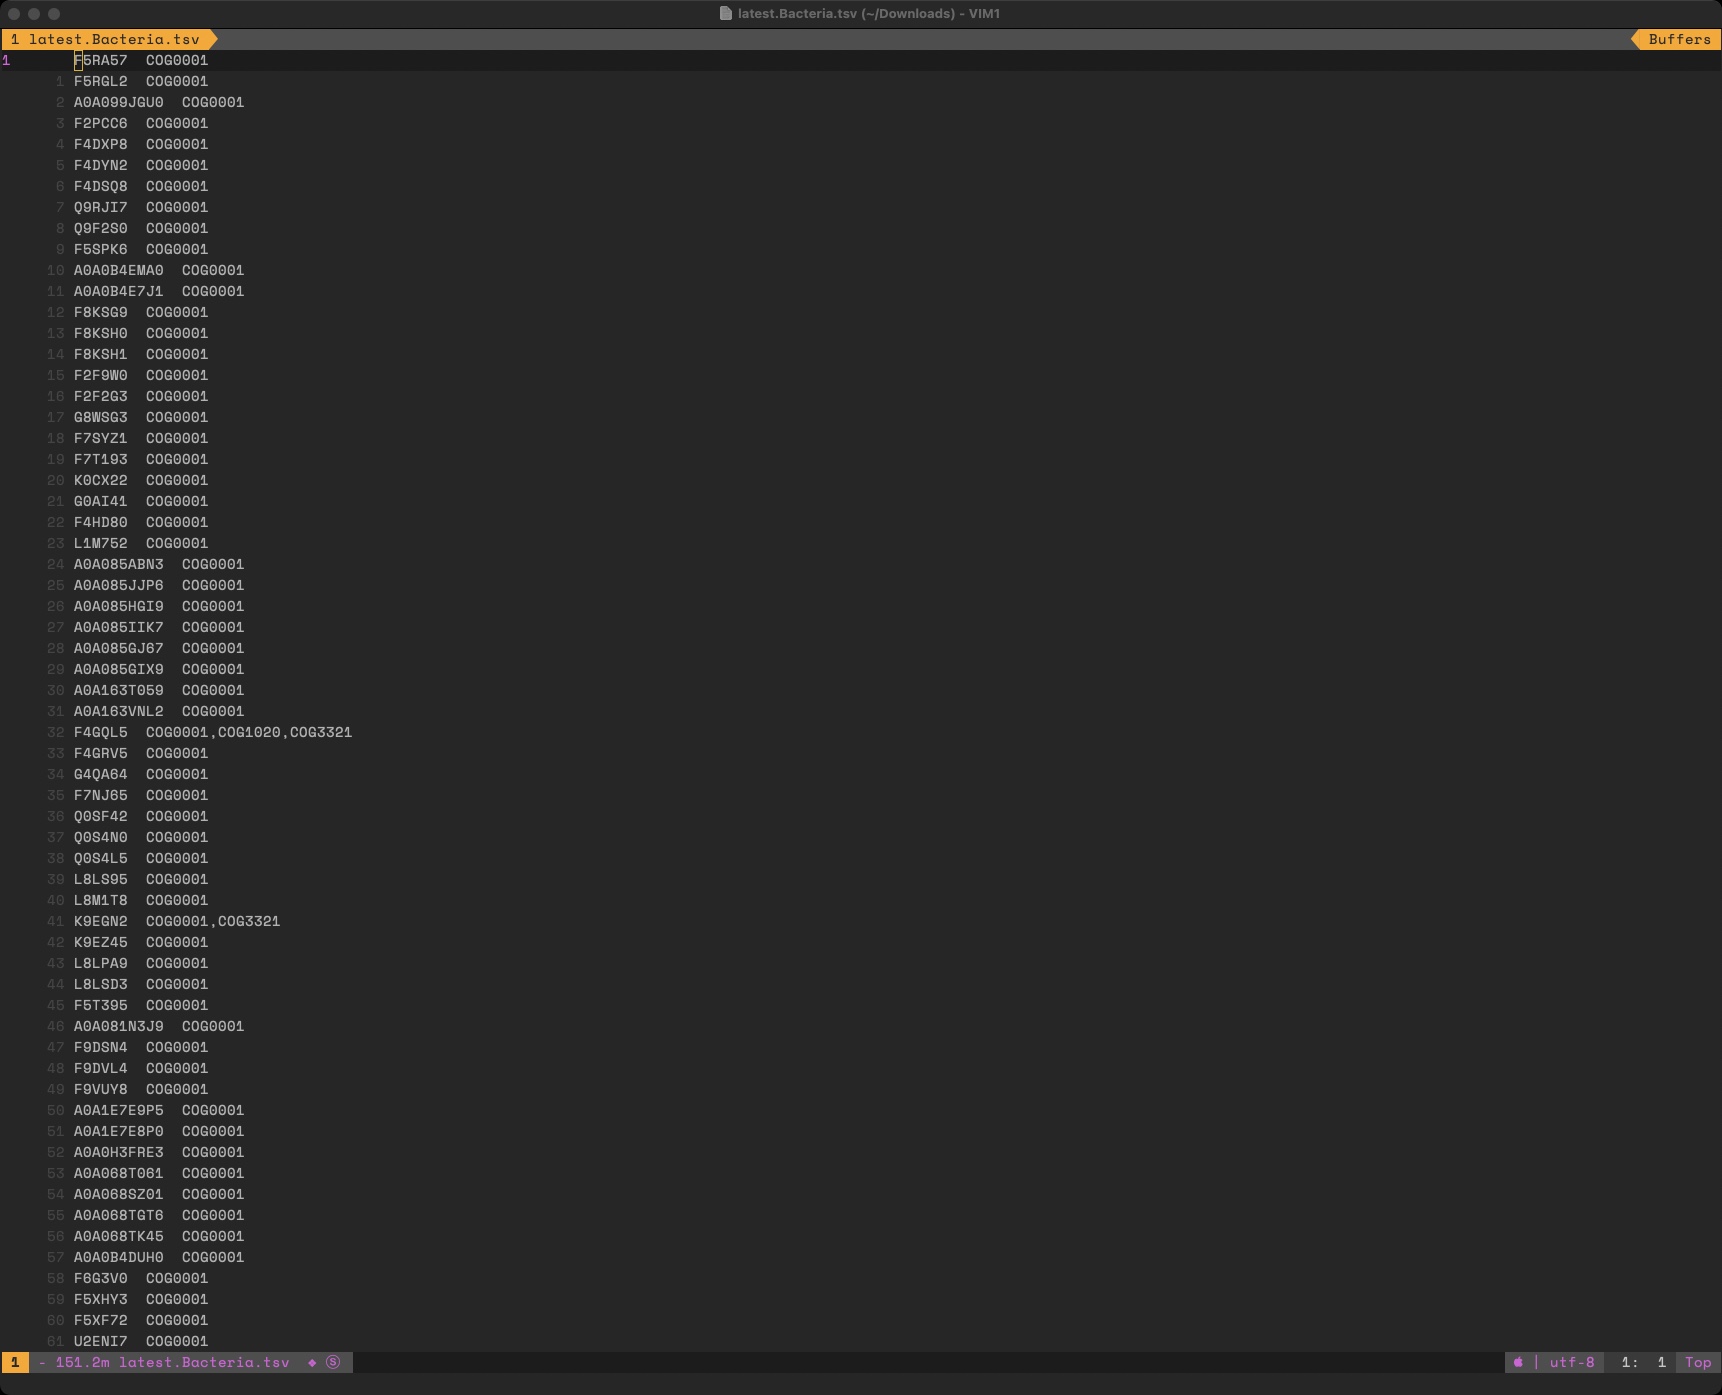 latest.Bacteria.tsv (~/Downloads) - VIM1
1 latest.Bacteria.tsv Buffers
1 F5RA57 COG0001
1 F5RGL2 COG0001
2 A0A099JGU0 COG0001
3 F2PCC6 COG0001
4 F4DXP8 COG0001
5 F4DYN2 COG0001
6 F4DSQ8 COG0001
7 Q9RJI7 COG0001
8 Q9F2S0 COG0001
9 F5SPK6 COG0001
10 A0A0B4EMA0 COG0001
11 A0A0B4E7J1 COG0001
12 F8KSG9 COG0001
13 F8KSH0 COG0001
14 F8KSH1 COG0001
15 F2F9W0 COG0001
16 F2F2G3 COG0001
17 G8WSG3 COG0001
18 F7SYZ1 COG0001
19 F7T193 COG0001
20 K0CX22 COG0001
21 G0AI41 COG0001
22 F4HD80 COG0001
23 L1M752 COG0001
24 A0A085ABN3 COG0001
25 A0A085JJP6 COG0001
26 A0A085HGI9 COG0001
27 A0A085IIK7 COG0001
28 A0A085GJ67 COG0001
29 A0A085GIX9 COG0001
30 A0A163T059 COG0001
31 A0A163VNL2 COG0001
32 F4GQL5 COG0001,COG1020,COG3321
33 F4GRV5 COG0001
34 G4QA64 COG0001
35 F7NJ65 COG0001
36 Q0SF42 COG0001
37 Q0S4N0 COG0001
38 Q0S4L5 COG0001
39 L8LS95 COG0001
40 L8M1T8 COG0001
41 K9EGN2 COG0001,COG3321
42 K9EZ45 COG0001
43 L8LPA9 COG0001
44 L8LSD3 COG0001
45 F5T395 COG0001
46 A0A081N3J9 COG0001
47 F9DSN4 COG0001
48 F9DVL4 COG0001
49 F9VUY8 COG0001
50 A0A1E7E9P5 COG0001
51 A0A1E7E8P0 COG0001
52 A0A0H3FRE3 COG0001
53 A0A068T061 COG0001
54 A0A068SZ01 COG0001
55 A0A068TGT6 COG0001
56 A0A068TK45 COG0001
57 A0A0B4DUH0 COG0001
58 F6G3V0 COG0001
59 F5XHY3 COG0001
60 F5XF72 COG0001
61 U2ENI7 COG0001
1 - 151.2m latest.Bacteria.tsv ◆ Ⓢ | utf-8 1: 1 Top